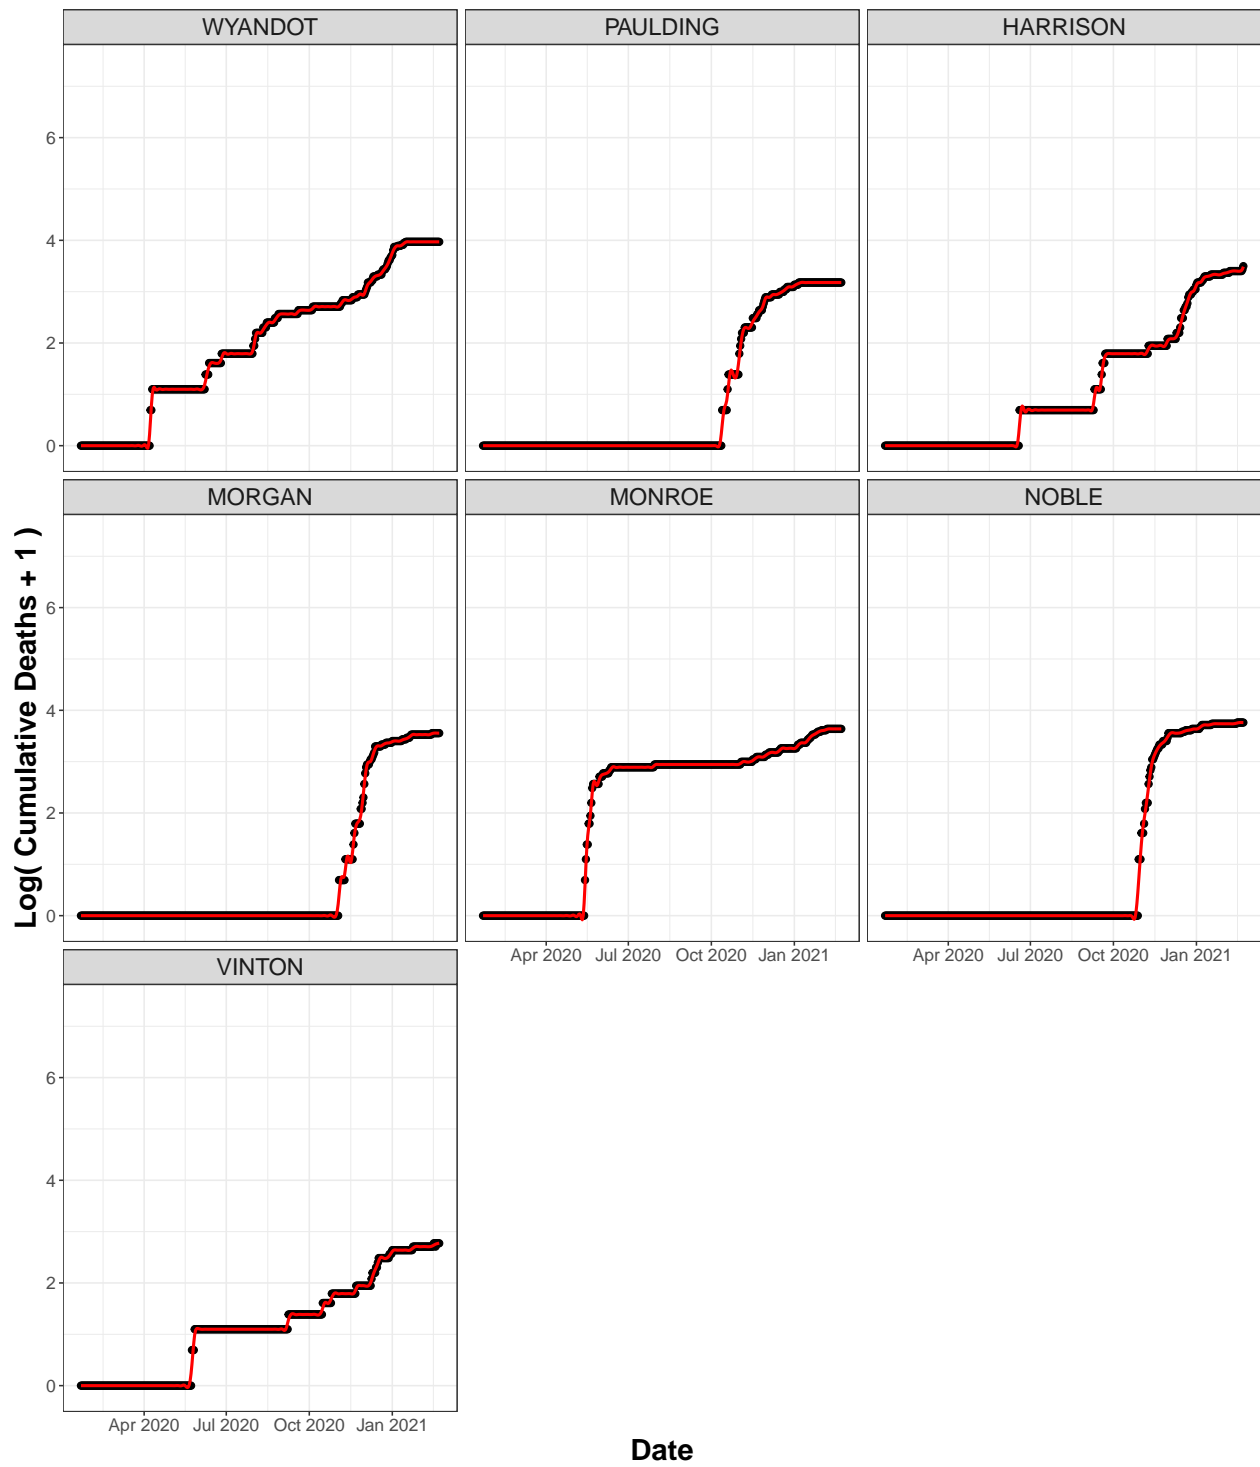 WYANDOT PAULDING HARRISON
6
4
2
0
MORGAN MONROE NOBLE
6
4
2
0
Apr 2020 Jul 2020 Oct 2020 Jan 2021 Apr 2020 Jul 2020 Oct 2020 Jan 2021
VINTON
6
4
2
0
Apr 2020 Jul 2020 Oct 2020 Jan 2021
Log( Cumulative Deaths + 1 )
Date